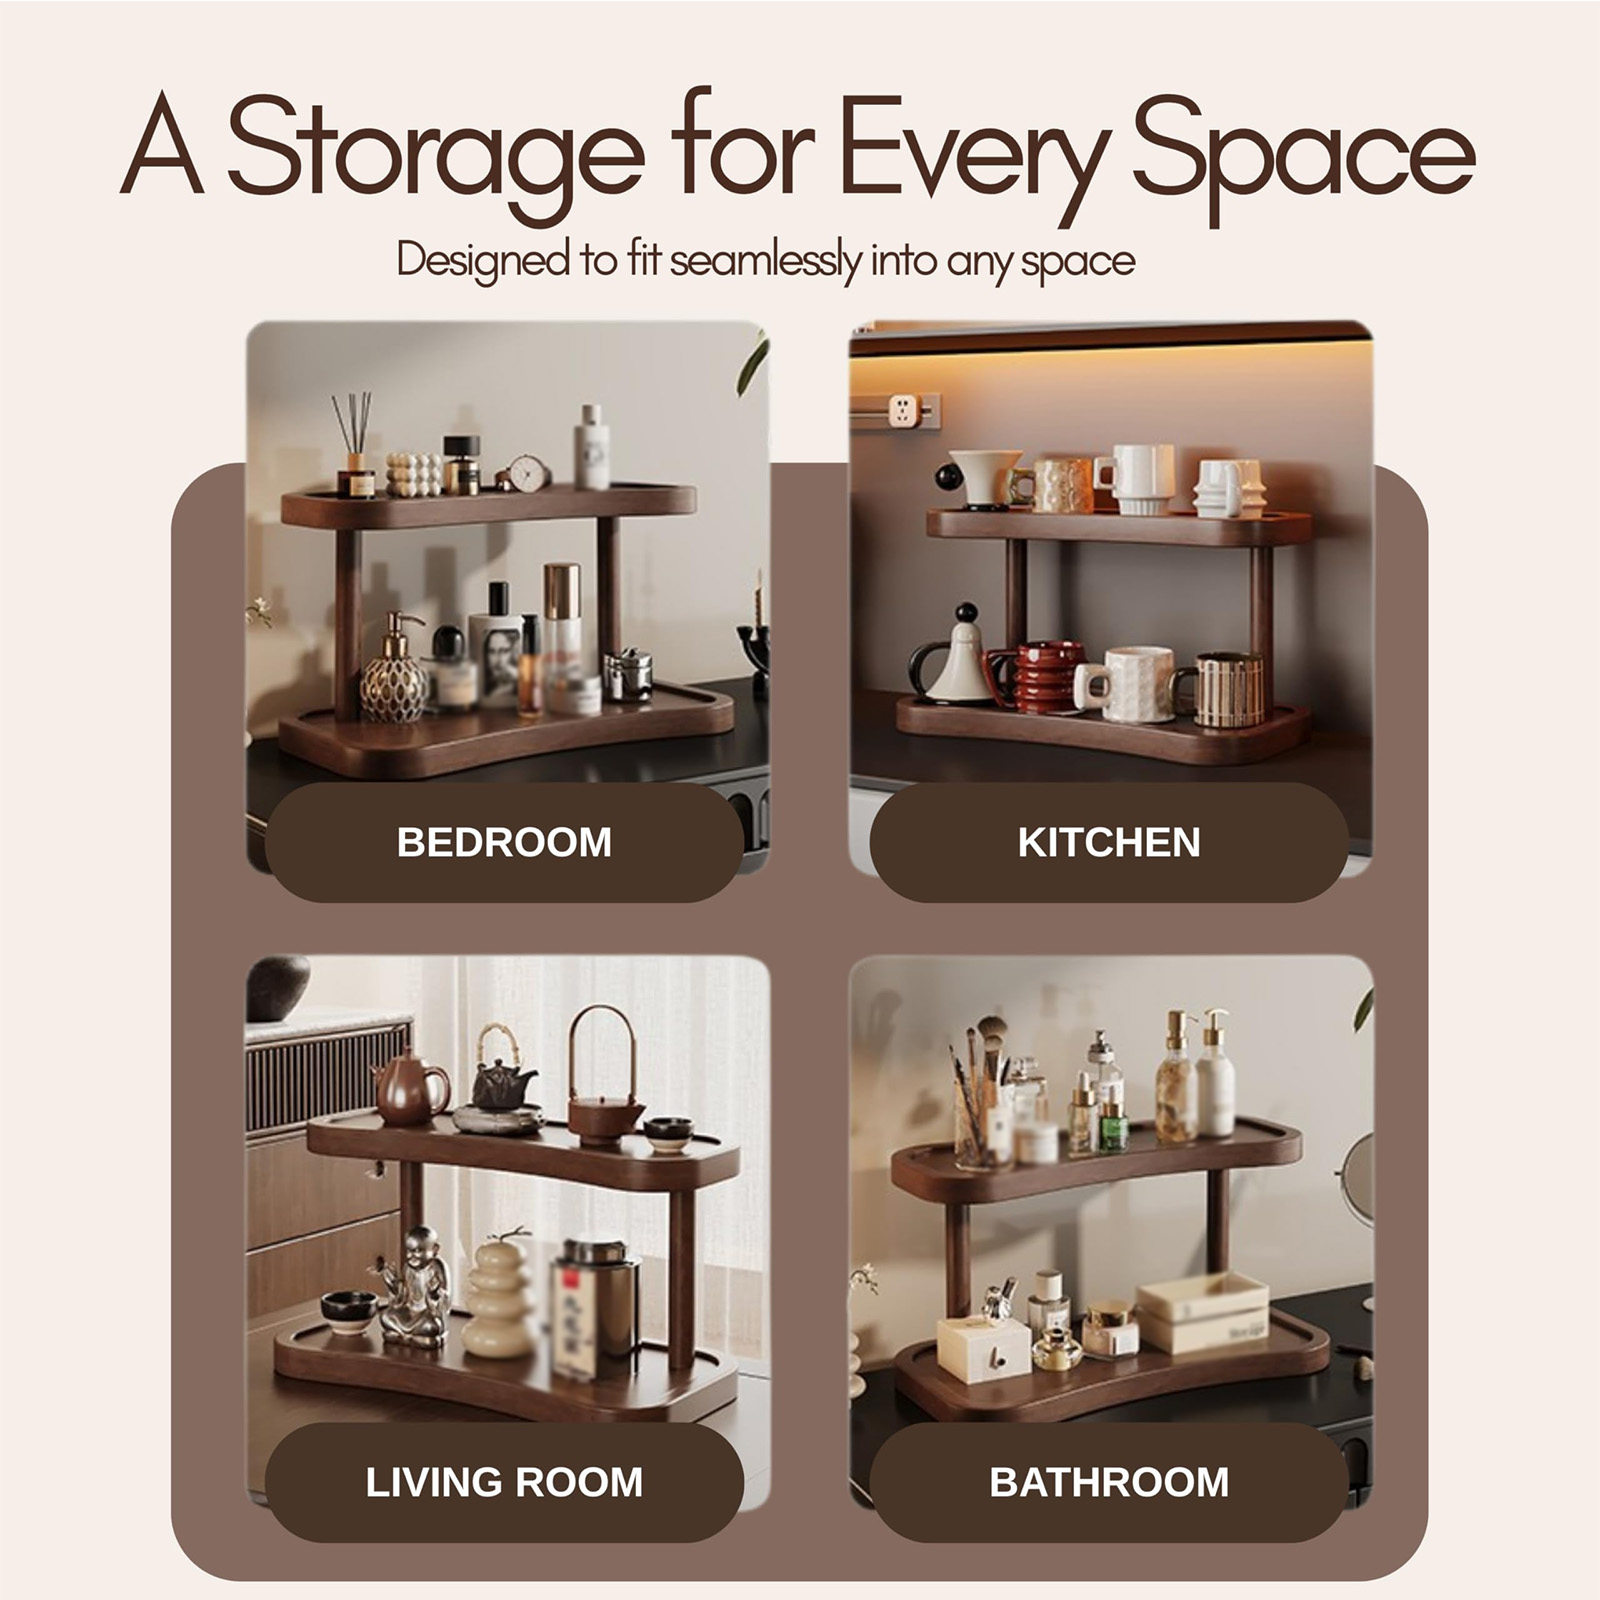 A Storage for Every Space
Designed to fit seamlessly into any space
BEDROOM
KITCHEN
LIVING ROOM
BATHROOM